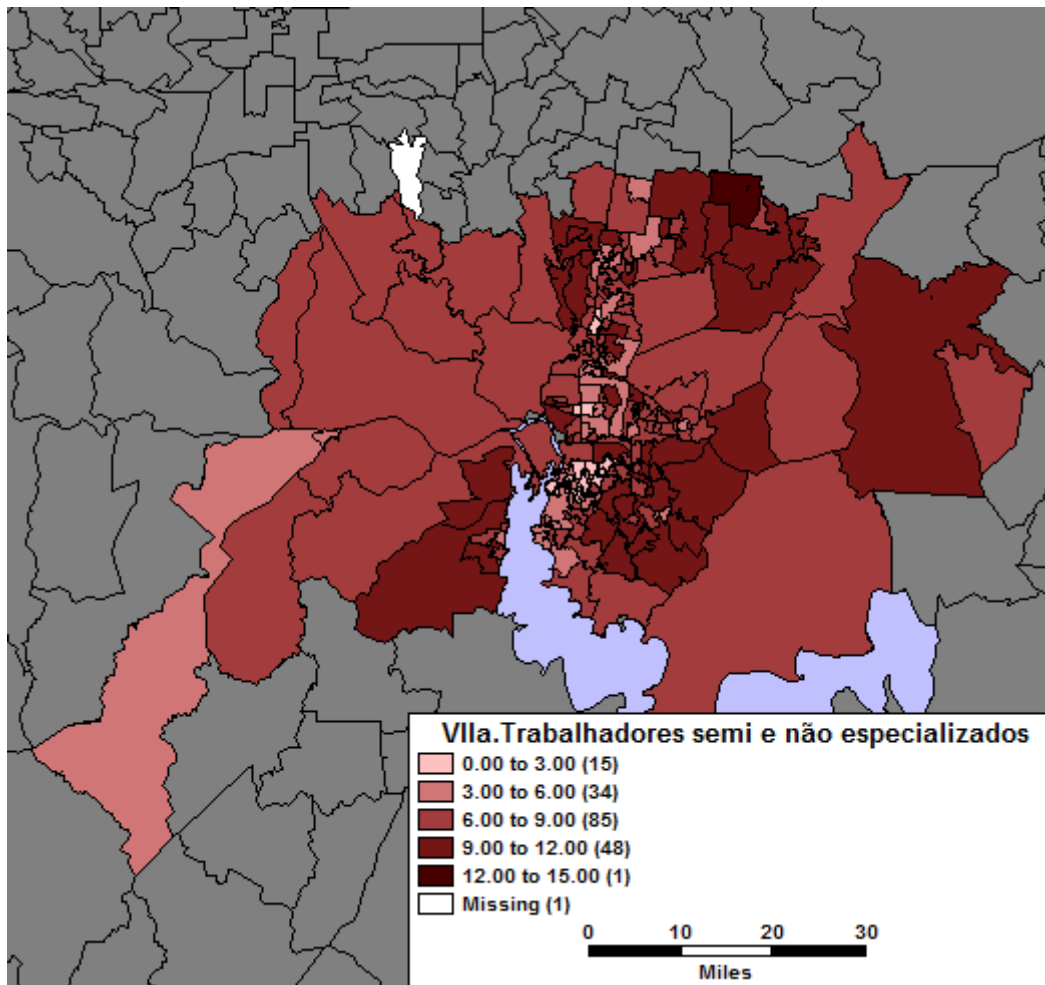 VIIa.Trabalhadores semi e não especializados
0.00 to 3.00 (15)
3.00 to 6.00 (34)
6.00 to 9.00 (85)
9.00 to 12.00 (48)
12.00 to 15.00 (1)
Missing (1)
0 10 20 30
Miles